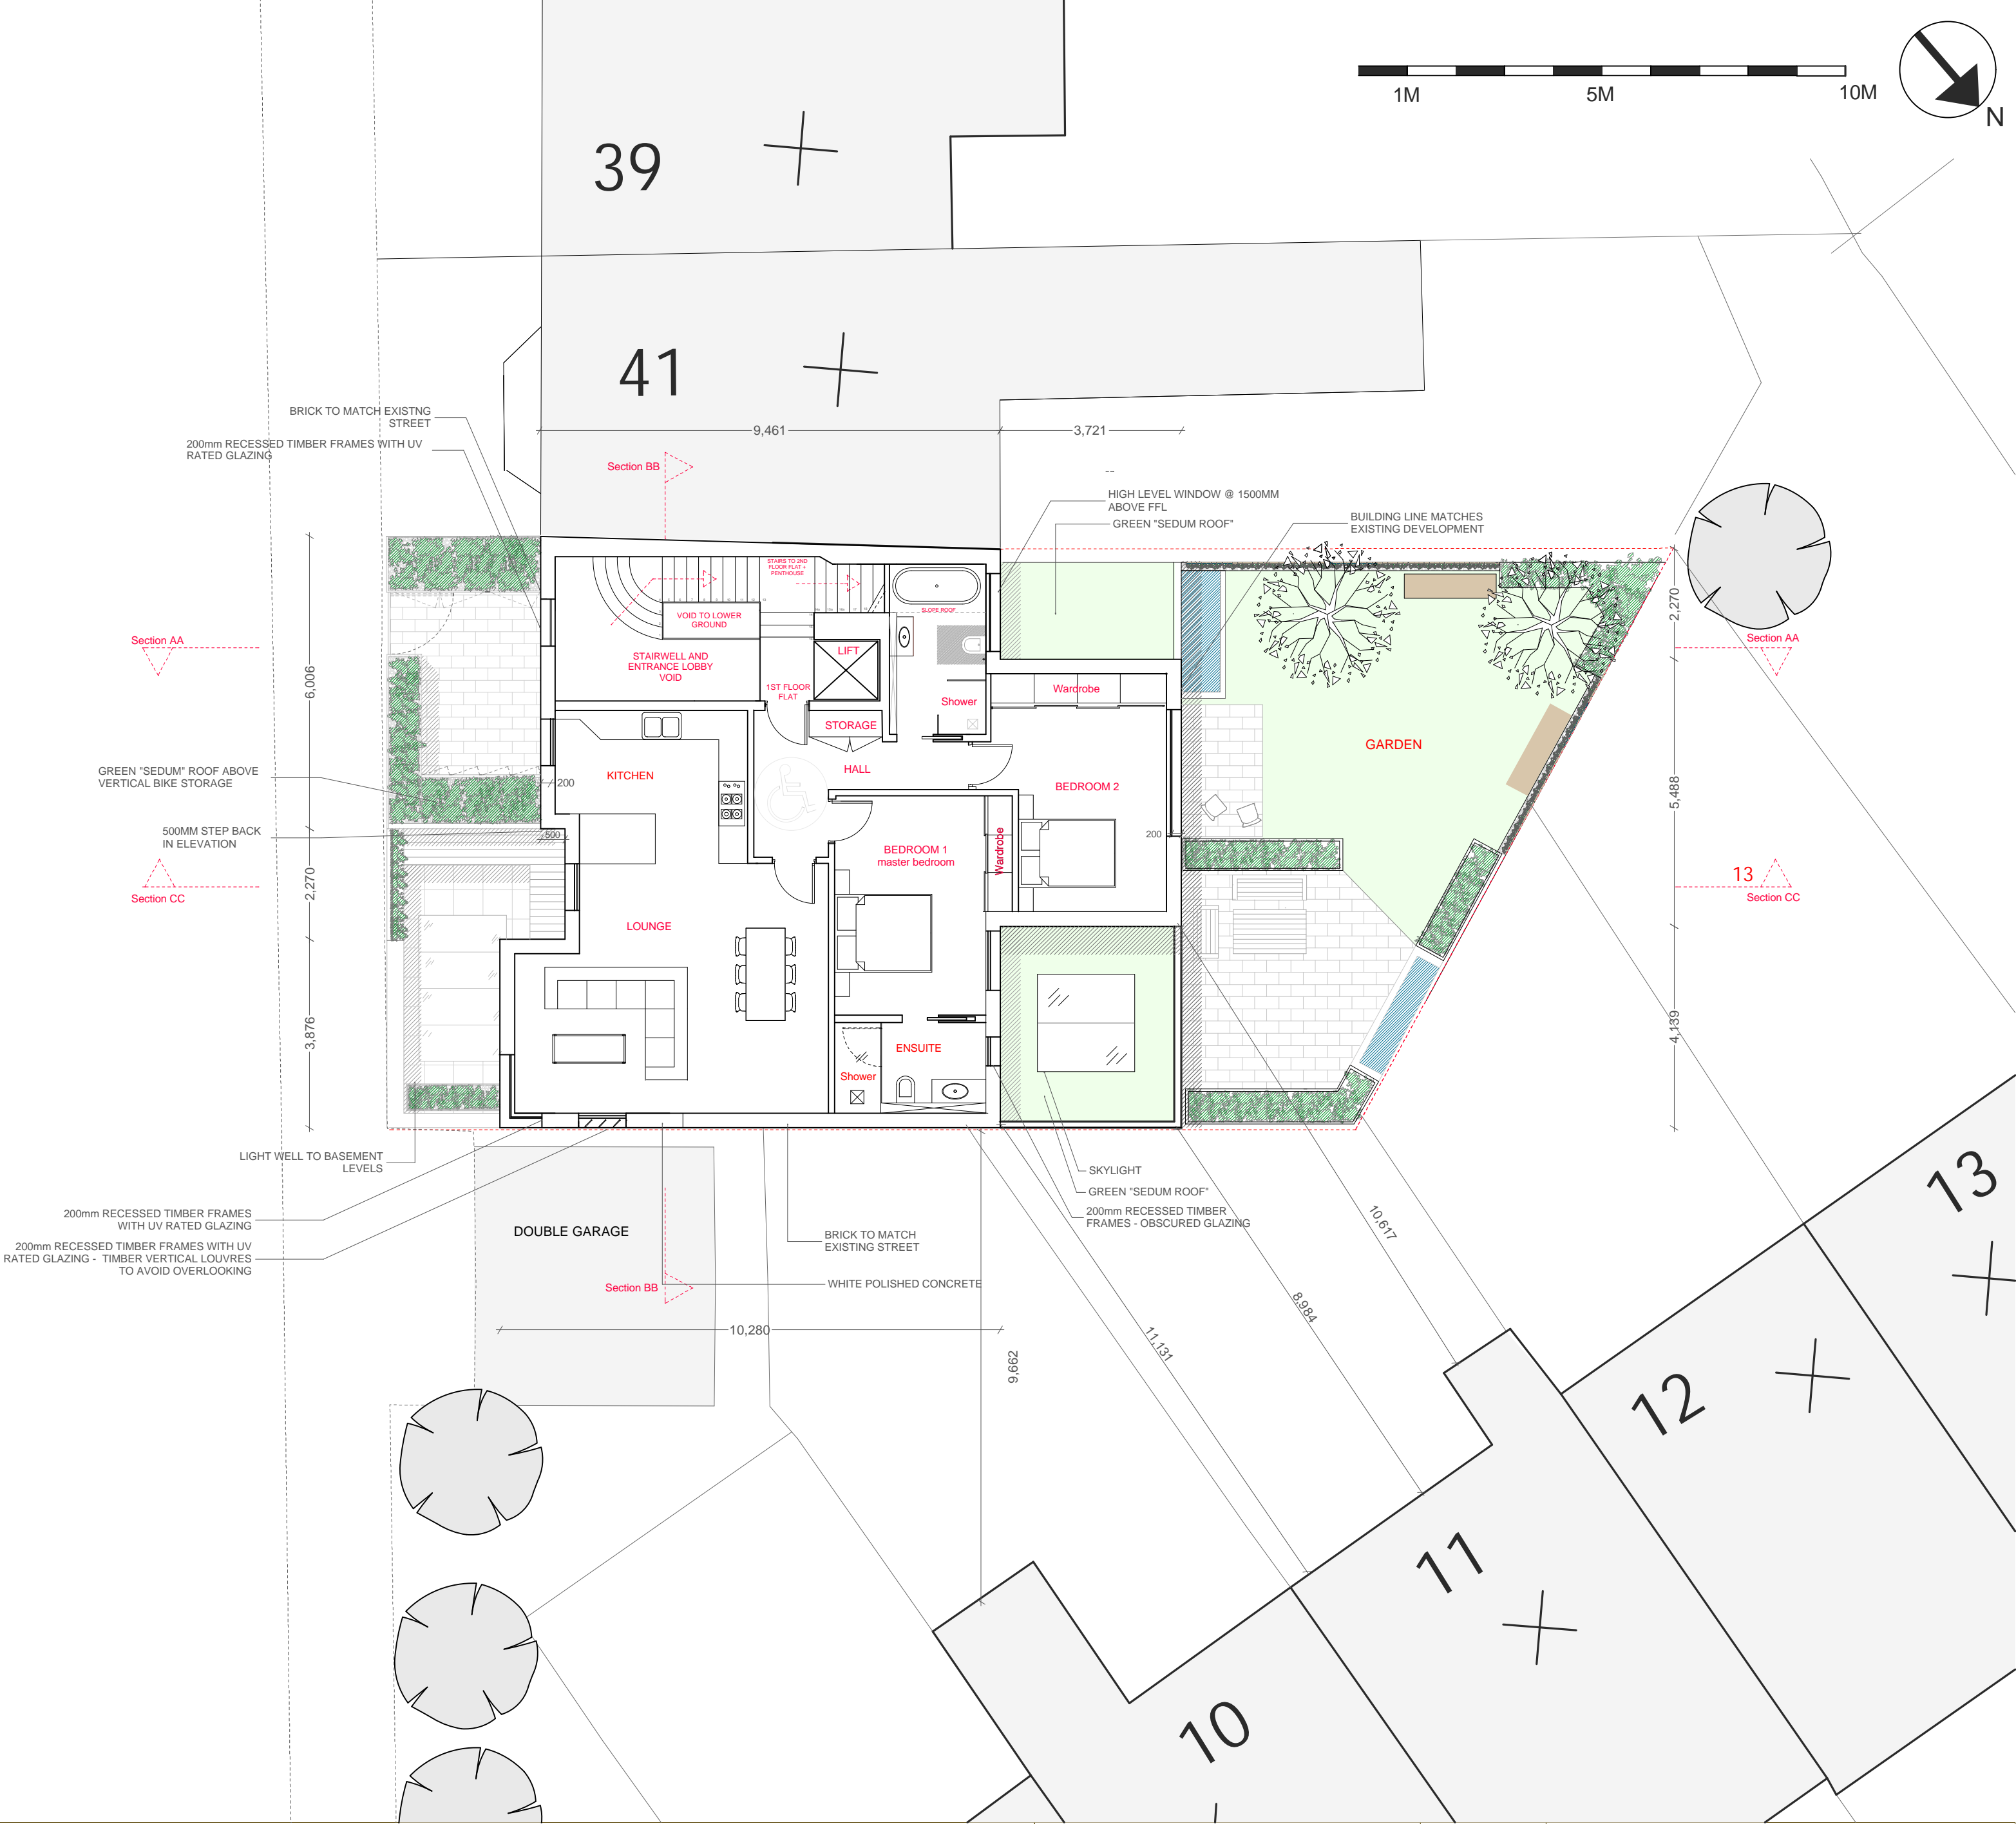 1M
5M
10M
N
39
41
BRICK TO MATCH EXISTNG
STREET
200mm RECESSED TIMBER FRAMES WITH UV
RATED GLAZING
9,461
3,721
Section BB
--
HIGH LEVEL WINDOW @ 1500MM
ABOVE FFL
GREEN "SEDUM ROOF"
BUILDING LINE MATCHES
EXISTING DEVELOPMENT
STAIRS TO 2ND
FLOOR FLAT +
PENTHOUSE
SLOPE ROOF
VOID TO LOWER
GROUND
2,270
Section AA
Section AA
STAIRWELL AND
ENTRANCE LOBBY
VOID
LIFT
1ST FLOOR
FLAT
6,006
Shower
Wardrobe
STORAGE
GARDEN
KITCHEN
HALL
GREEN "SEDUM" ROOF ABOVE
VERTICAL BIKE STORAGE
200
BEDROOM 2
5,488
500MM STEP BACK
IN ELEVATION
500
200
BEDROOM 1
master bedroom
Wardrobe
13
Section CC
Section CC
2,270
LOUNGE
3,876
4,139
ENSUITE
Shower
LIGHT WELL TO BASEMENT
LEVELS
SKYLIGHT
GREEN "SEDUM ROOF"
200mm RECESSED TIMBER
FRAMES - OBSCURED GLAZING
200mm RECESSED TIMBER FRAMES
WITH UV RATED GLAZING
200mm RECESSED TIMBER FRAMES WITH UV
RATED GLAZING - TIMBER VERTICAL LOUVRES
TO AVOID OVERLOOKING
DOUBLE GARAGE
BRICK TO MATCH
EXISTING STREET
WHITE POLISHED CONCRETE
Section BB
10,280
9,662
11,131
8,984
10,617
13
12
11
10